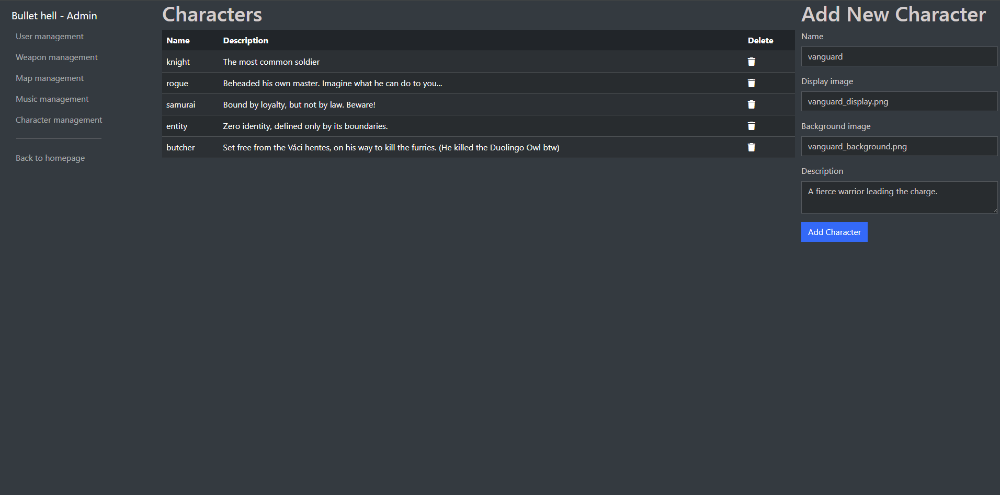 Bullet hell - Admin
User management
Weapon management
Map management
Music management
Character management
Back to homepage
Characters
Name Description Delete
knight The most common soldier
rogue Beheaded his own master. Imagine what he can do to you...
samurai Bound by loyalty, but not by law. Beware!
entity Zero identity, defined only by its boundaries.
butcher Set free from the Váci hentes, on his way to kill the furries. (He killed the Duolingo Owl btw)
Add New Character
Name
vanguard
Display image
vanguard_display.png
Background image
vanguard_background.png
Description
A fierce warrior leading the charge.
Add Character